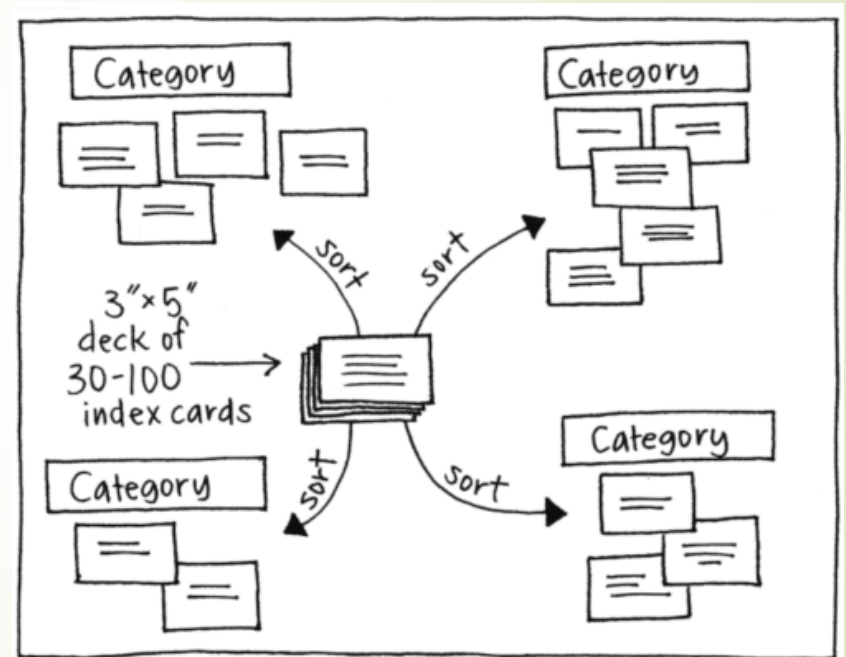 Category
Category
sort
sort
3"×5"
deck of
30-100
index cards
sort
sort
Category
Category